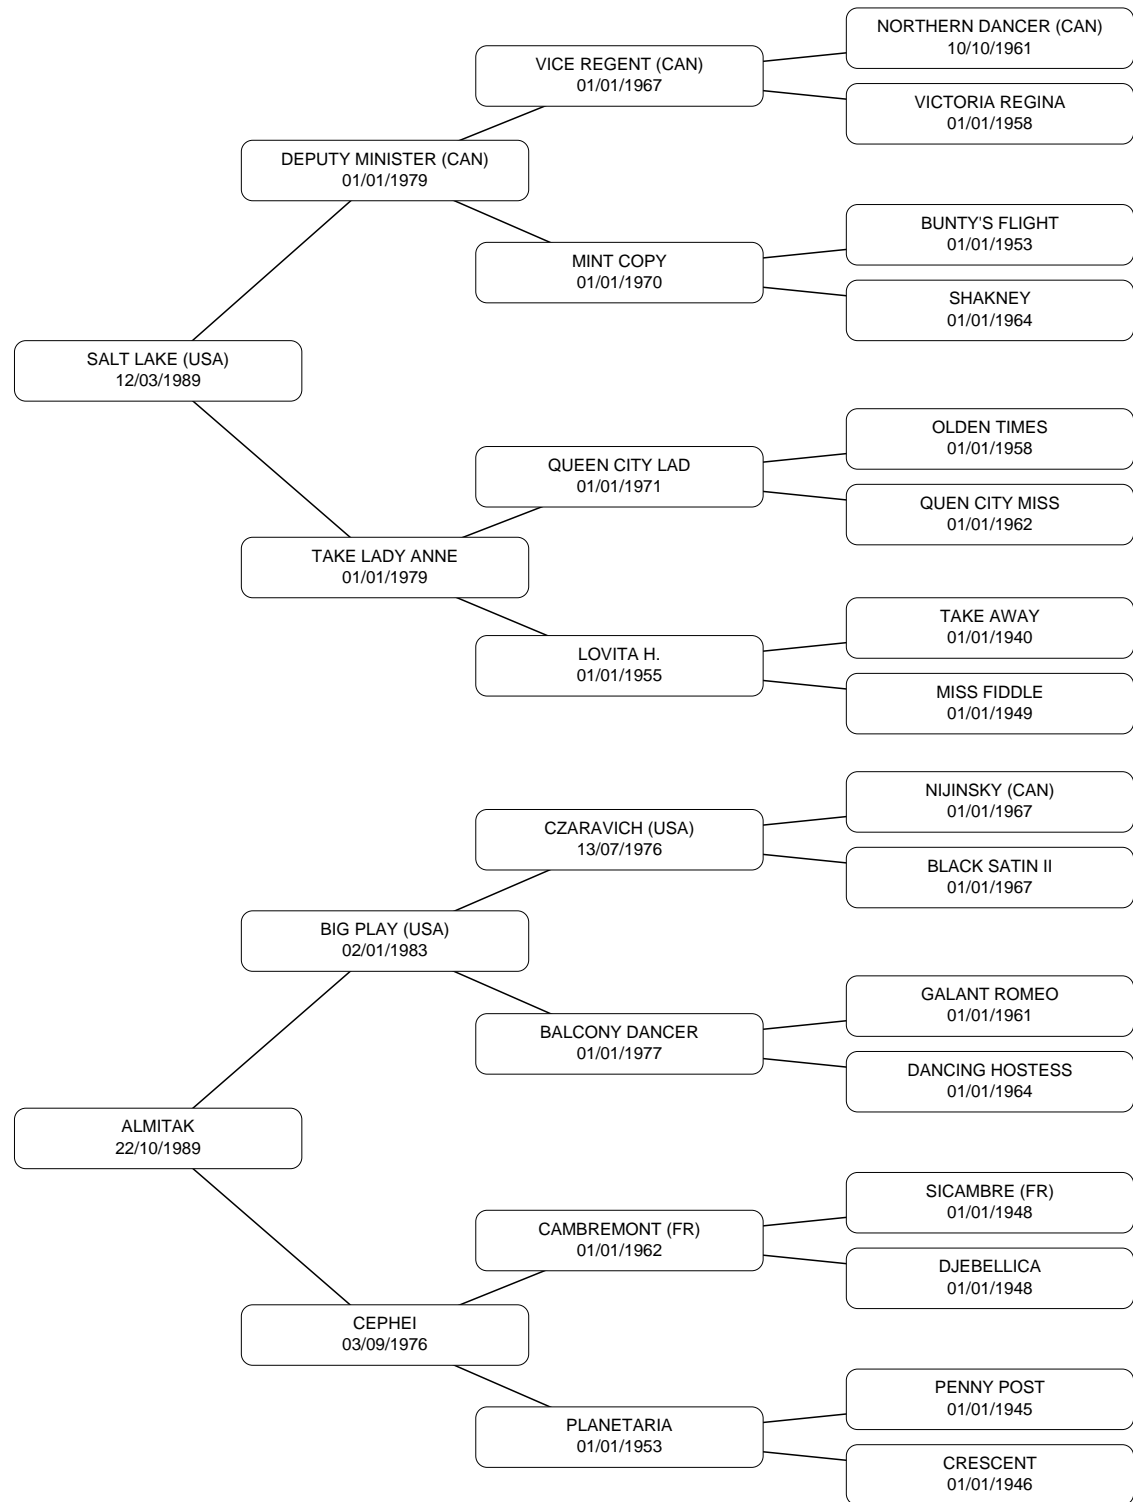 NORTHERN DANCER (CAN)
10/10/1961
VICE REGENT (CAN)
01/01/1967
VICTORIA REGINA
01/01/1958
DEPUTY MINISTER (CAN)
01/01/1979
BUNTY'S FLIGHT
01/01/1953
MINT COPY
01/01/1970
SHAKNEY
01/01/1964
SALT LAKE (USA)
12/03/1989
OLDEN TIMES
01/01/1958
QUEEN CITY LAD
01/01/1971
QUEN CITY MISS
01/01/1962
TAKE LADY ANNE
01/01/1979
TAKE AWAY
01/01/1940
LOVITA H.
01/01/1955
MISS FIDDLE
01/01/1949
NIJINSKY (CAN)
01/01/1967
CZARAVICH (USA)
13/07/1976
BLACK SATIN II
01/01/1967
BIG PLAY (USA)
02/01/1983
GALANT ROMEO
01/01/1961
BALCONY DANCER
01/01/1977
DANCING HOSTESS
01/01/1964
ALMITAK
22/10/1989
SICAMBRE (FR)
01/01/1948
CAMBREMONT (FR)
01/01/1962
DJEBELLICA
01/01/1948
CEPHEI
03/09/1976
PENNY POST
01/01/1945
PLANETARIA
01/01/1953
CRESCENT
01/01/1946